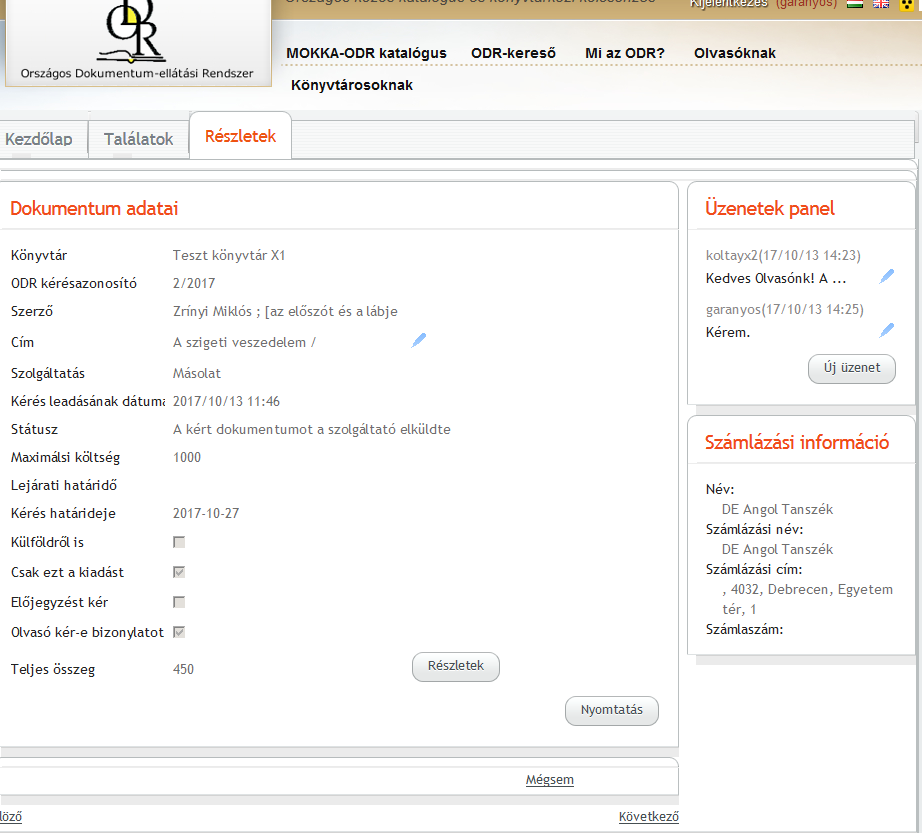 Országos közös katalógus és könyvtárközi kölcsönzés
Kijelentkezés (garanyos)
ODR
Országos Dokumentum-ellátási Rendszer
MOKKA-ODR katalógus ODR-kereső Mi az ODR? Olvasóknak
Könyvtárosoknak
Kezdőlap Találatok Részletek
Dokumentum adatai
Könyvtár Teszt könyvtár X1
ODR kérésazonosító 2/2017
Szerző Zrínyi Miklós ; [az előszót és a lábje
Cím A szigeti veszedelem /
Szolgáltatás Másolat
Kérés leadásának dátuma 2017/10/13 11:46
Státusz A kért dokumentumot a szolgáltató elküldte
Maximálsi költség 1000
Lejárati határidő
Kérés határideje 2017-10-27
Külföldről is
Csak ezt a kiadást
Előjegyzést kér
Olvasó kér-e bizonylatot
Teljes összeg 450 Részletek
Nyomtatás
Mégsem
löző Következő
Üzenetek panel
koltayx2(17/10/13 14:23)
Kedves Olvasónk! A ...
garanyos(17/10/13 14:25)
Kérem.
Új üzenet
Számlázási információ
Név:
DE Angol Tanszék
Számlázási név:
DE Angol Tanszék
Számlázási cím:
, 4032, Debrecen, Egyetem
tér, 1
Számlaszám: